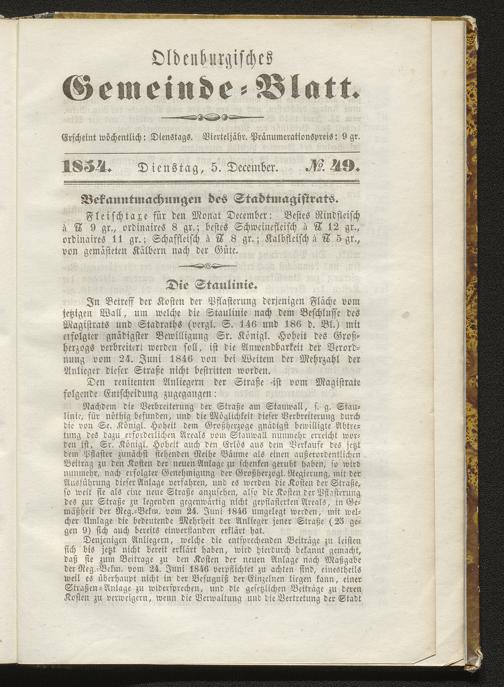 Oldenburgisches
Gemeinde-Blatt.
Erscheint wöchentlich: Dienstags. Vierteljähr. Pränumerationspreis: 9 gr.
1854. Dienstag, 5. December. № 49.
Bekanntmachungen des Stadtmagistrats.
Fleischtaxe für den Monat December: Bestes Rindfleisch
à ℔ 9 gr., ordinaires 8 gr.; bestes Schweinefleisch à ℔ 12 gr.,
ordinaires 11 gr.; Schaffleisch à ℔ 8 gr.; Kalbfleisch à ℔ 5 gr.,
von gemästeten Kälbern nach der Güte.
Die Staulinie.
In Betreff der Kosten der Pflasterung derjenigen Fläche vom
jetzigen Wall, um welche die Staulinie nach dem Beschlusse des
Magistrats und Stadtraths (vergl. S. 146 und 186 d. Bl.) mit
erfolgter gnädigster Bewilligung Sr. Königl. Hoheit des Groß-
herzogs verbreitert werden soll, ist die Anwendbarkeit der Verord-
nung vom 24. Juni 1846 von bei Weitem der Mehrzahl der
Anlieger dieser Straße nicht bestritten worden.
Den renitenten Anliegern der Straße ist vom Magistrate
folgende Entscheidung zugegangen:
Nachdem die Verbreiterung der Straße am Stauwall, s. g. Stau-
linie, für nöthig befunden, und die Möglichkeit dieser Verbreiterung durch
die von Se. Königl. Hoheit dem Großherzoge gnädigst bewilligte Abtre-
tung des dazu erforderlichen Areals vom Stauwall nunmehr erreicht wor-
den ist, Sr. Königl. Hoheit auch den Erlös aus dem Verkaufe des jetzt
dem Pflaster zunächst stehenden Reihe Bäume als einen außerordentlichen
Beitrag zu den Kosten der neuen Anlage zu schenken geruht haben, so wird
nunmehr, nach erfolgter Genehmigung der Großherzogl. Regierung, mit der
Ausführung dieser Anlage verfahren, und es werden die Kosten der Straße,
so weit sie als eine neue Straße anzusehen, also die Kosten der Pflasterung
des zur Straße zu legenden gegenwärtig nicht gepflasterten Areals, in Ge-
mäßheit der Reg.-Bekm. vom 24. Juni 1846 umgelegt werden, mit wel-
cher Umlage die bedeutende Mehrheit der Anlieger jener Straße (25 ge-
gen 9) sich auch bereits einverstanden erklärt hat.
Denjenigen Anliegern, welche die entsprechenden Beiträge zu leisten
sich bis jetzt nicht bereit erklärt haben, wird hierdurch bekannt gemacht,
daß sie zum Beitrage zu den Kosten der neuen Anlage nach Maßgabe
der Reg.-Bekm. vom 24. Juni 1846 verpflichtet zu achten sind, einestheils
weil es überhaupt nicht in der Befugniß der Einzelnen liegen kann, einer
Straßen-Anlage zu widersprechen, und die gesetzlichen Beiträge zu deren
Kosten zu verweigern, wenn die Verwaltung und die Vertretung der Stadt